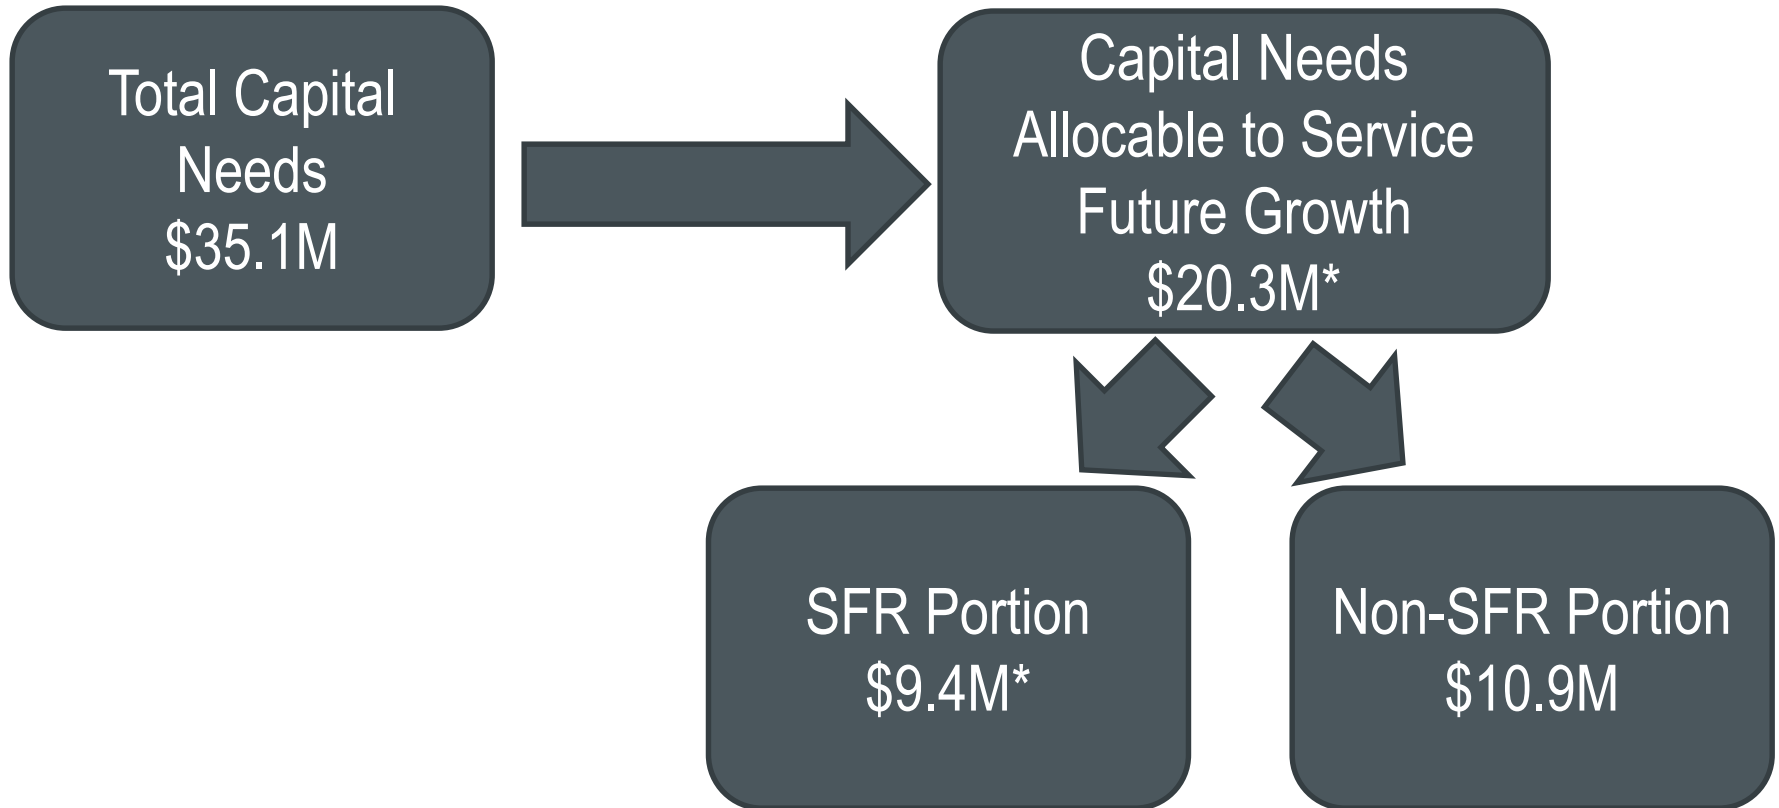 Total Capital
Needs
$35.1M
Capital Needs
Allocable to Service
Future Growth
$20.3M*
SFR Portion
$9.4M*
Non-SFR Portion
$10.9M